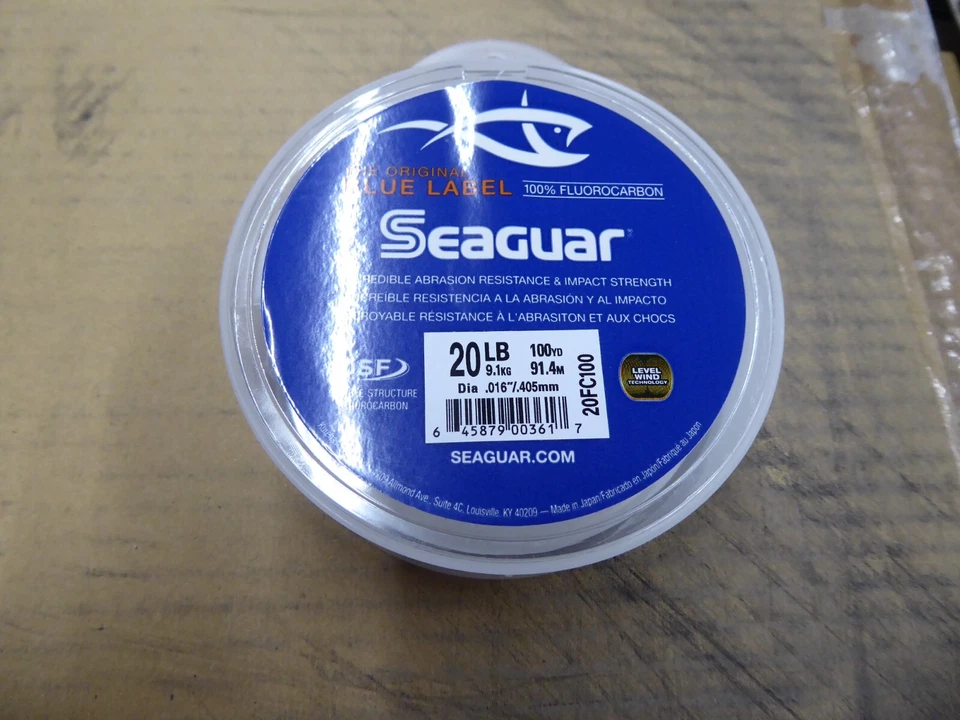 ORIGINAL
LUE LABEL
100% FLUOROCARBON
SEAGUAR
REDIBLE ABRASION RESISTANCE & IMPACT STRENGTH
CREÍBLE RESISTENCIA A LA ABRASIÓN Y AL IMPACTO
ROYABLE RÉSISTANCE À L'ABRASITON ET AUX CHOCS
SF
STRUCTURE
ROCARBON
20 LB 100YD
9.1KG 91.4M
Dia .016"/.405mm
20FC100
6 45879 00361 7
LEVEL
WIND
TECHNOLOGY
SEAGUAR.COM
Almond Ave., Suite 4C, Louisville, KY 40209 — Made in Japan/Fabricado en Japón/Fabriqué au Japon